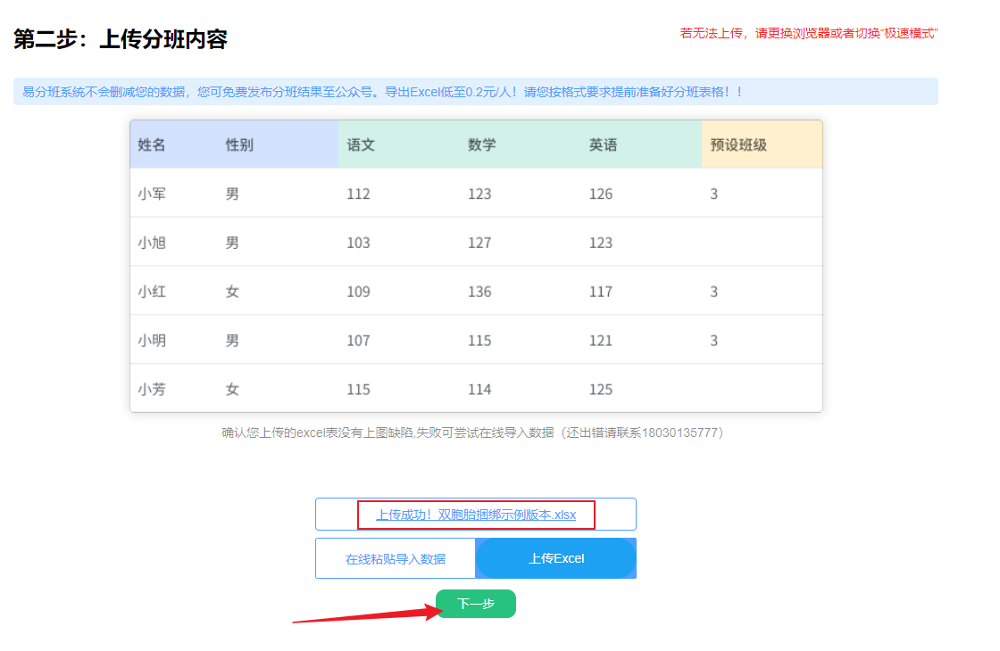 第二步：上传分班内容
若无法上传，请更换浏览器或者切换“极速模式”
易分班系统不会删减您的数据，您可免费发布分班结果至公众号。导出Excel低至0.2元/人！请您按格式要求提前准备好分班表格！！
姓名 性别 语文 数学 英语 预设班级
小军 男 112 123 126 3
小旭 男 103 127 123
小红 女 109 136 117 3
小明 男 107 115 121 3
小芳 女 115 114 125
确认您上传的excel表没有上图缺陷,失败可尝试在线导入数据（还出错请联系18030135777）
上传成功！双胞胎捆绑示例版本.xlsx
在线粘贴导入数据 上传Excel
下一步